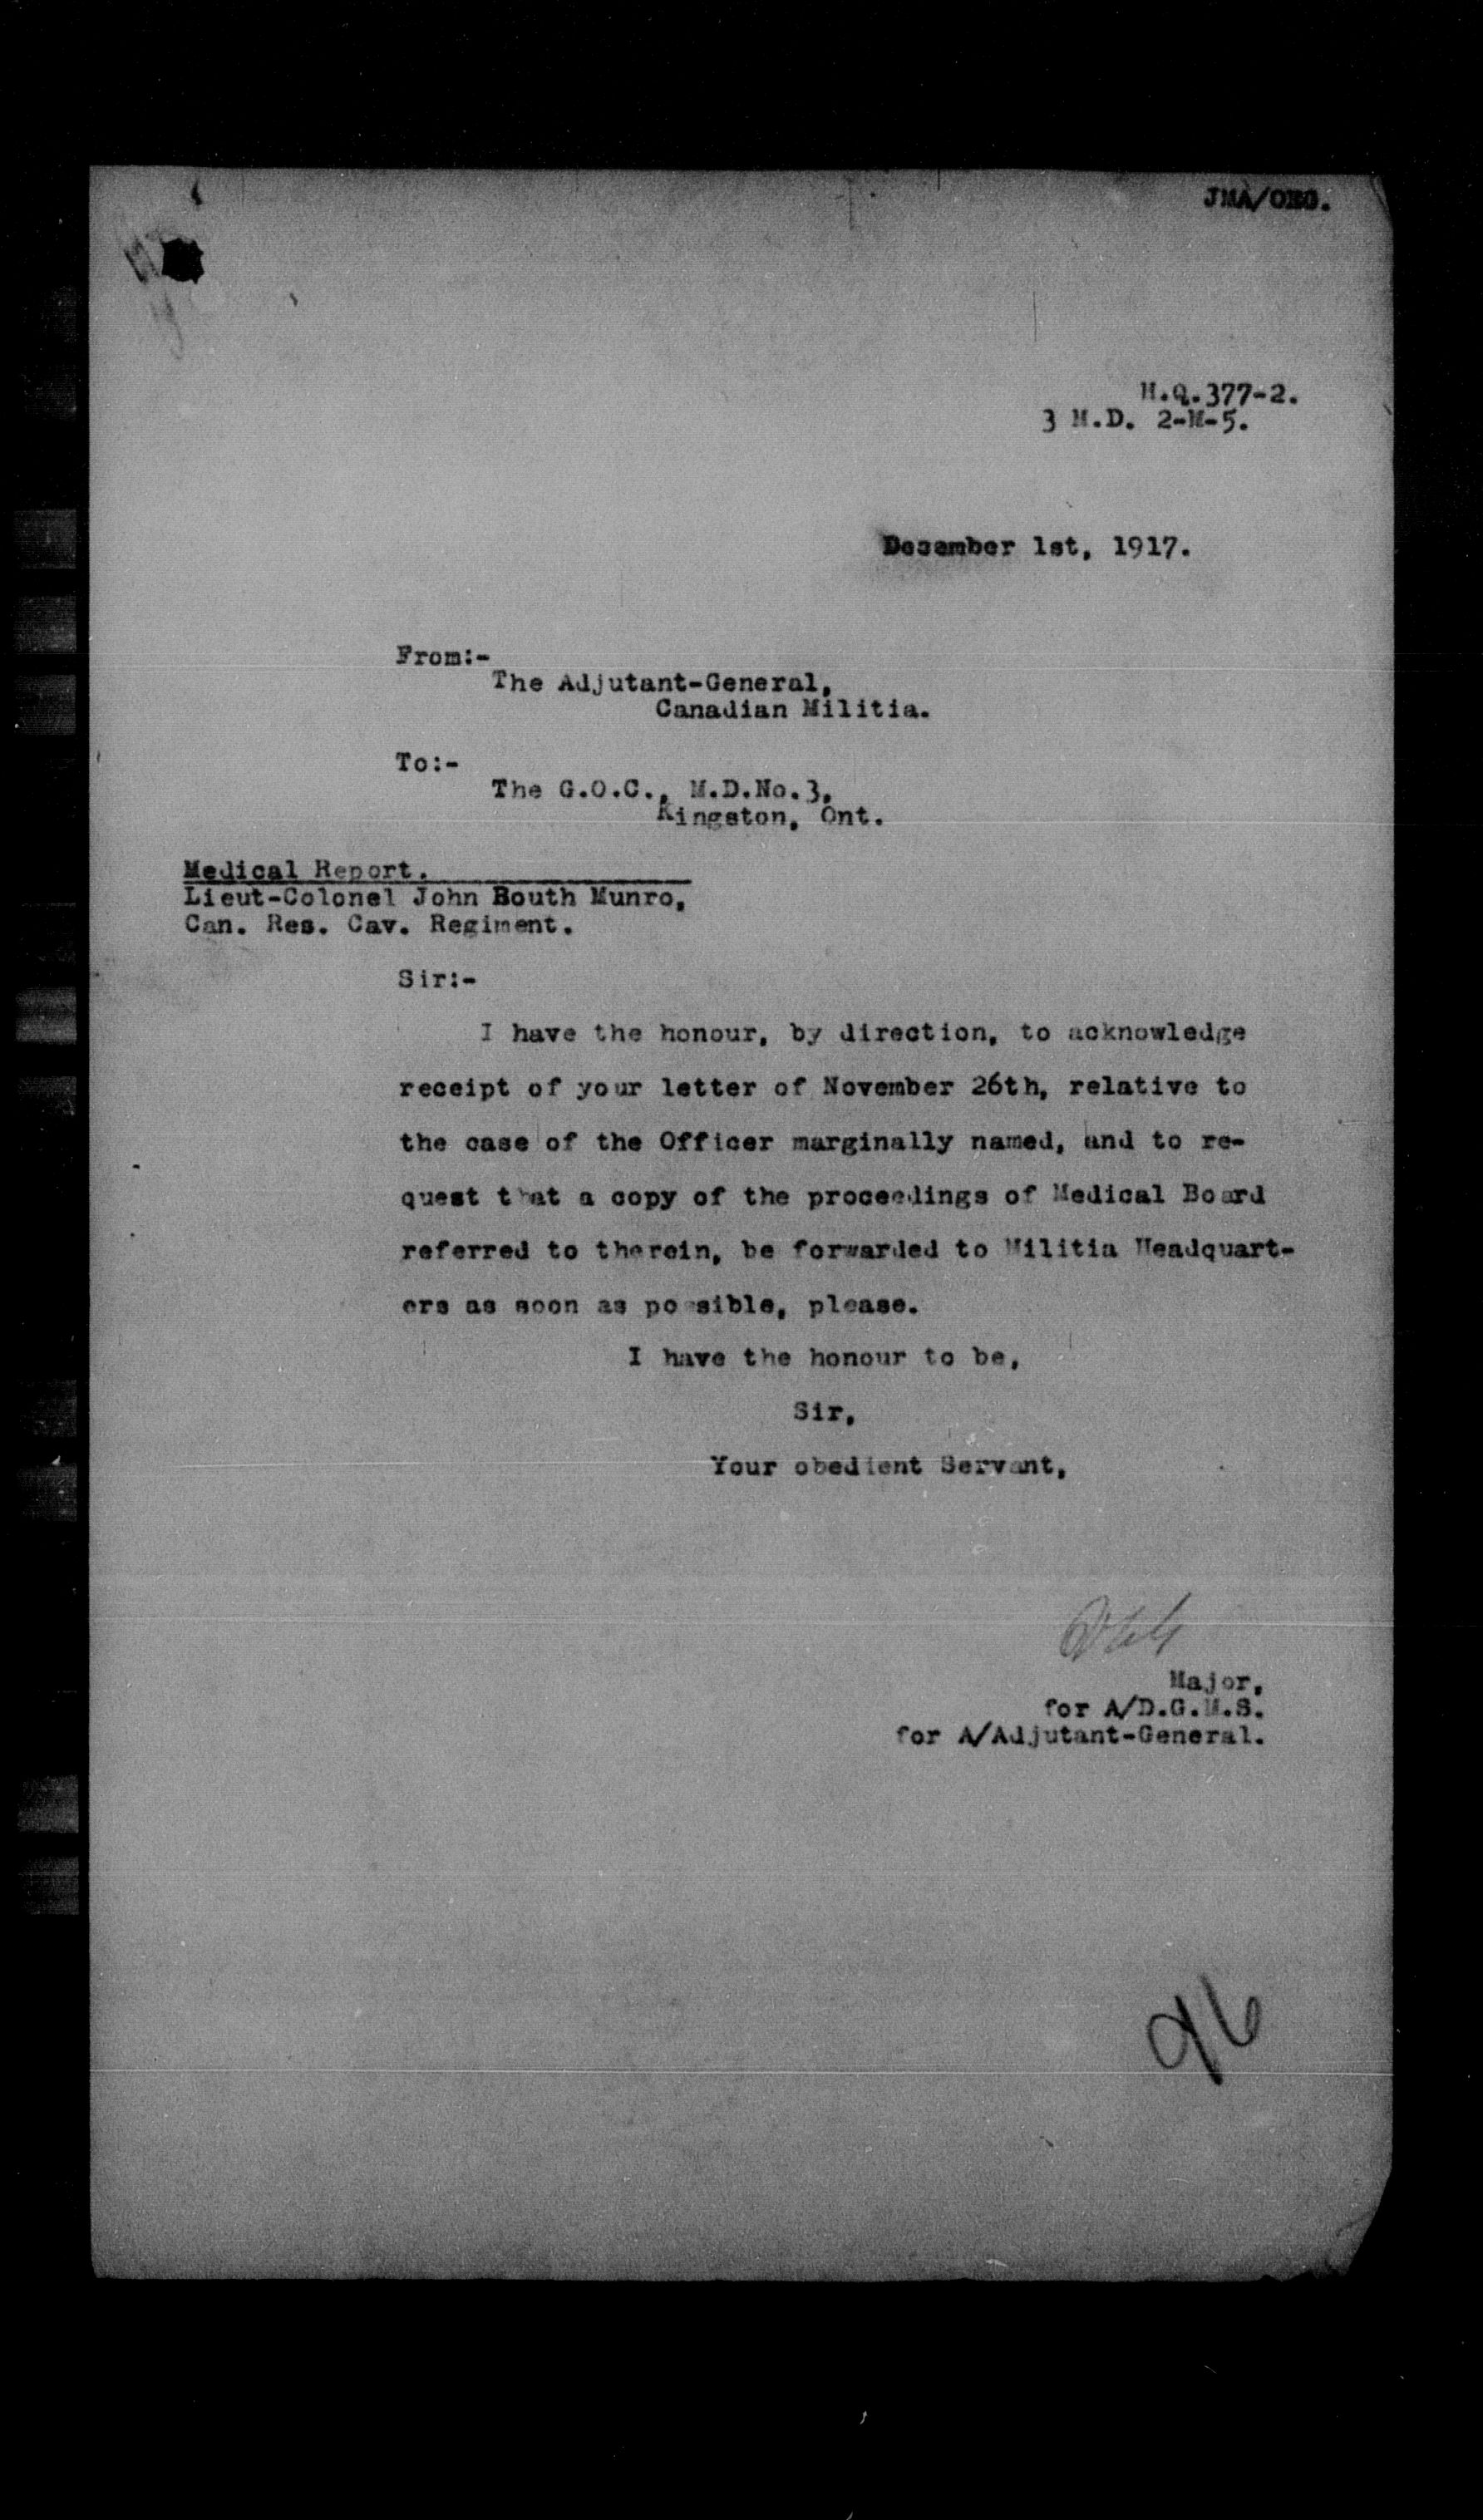 H.Q.377-2.
3 M.D. 2-M-5.
December 1st, 1917.
From:-
The Adjutant-General,
Canadian Militia.
To:-
The G.O.C., M.D.No.3,
Kingston, Ont.
Medical Report.
Lieut-Colonel John Bouth Munro,
Can. Res. Cav. Regiment.
Sir:-
I have the honour, by direction, to acknowledge
receipt of your letter of November 26th, relative to
the case of the Officer marginally named, and to re-
quest that a copy of the proceedings of Medical Board
referred to therein, be forwarded to Militia Headquart-
ers as soon as possible, please.
I have the honour to be,
Sir,
Your obedient Servant,
Major,
for A/D.G.M.S.
for A/Adjutant-General.
96